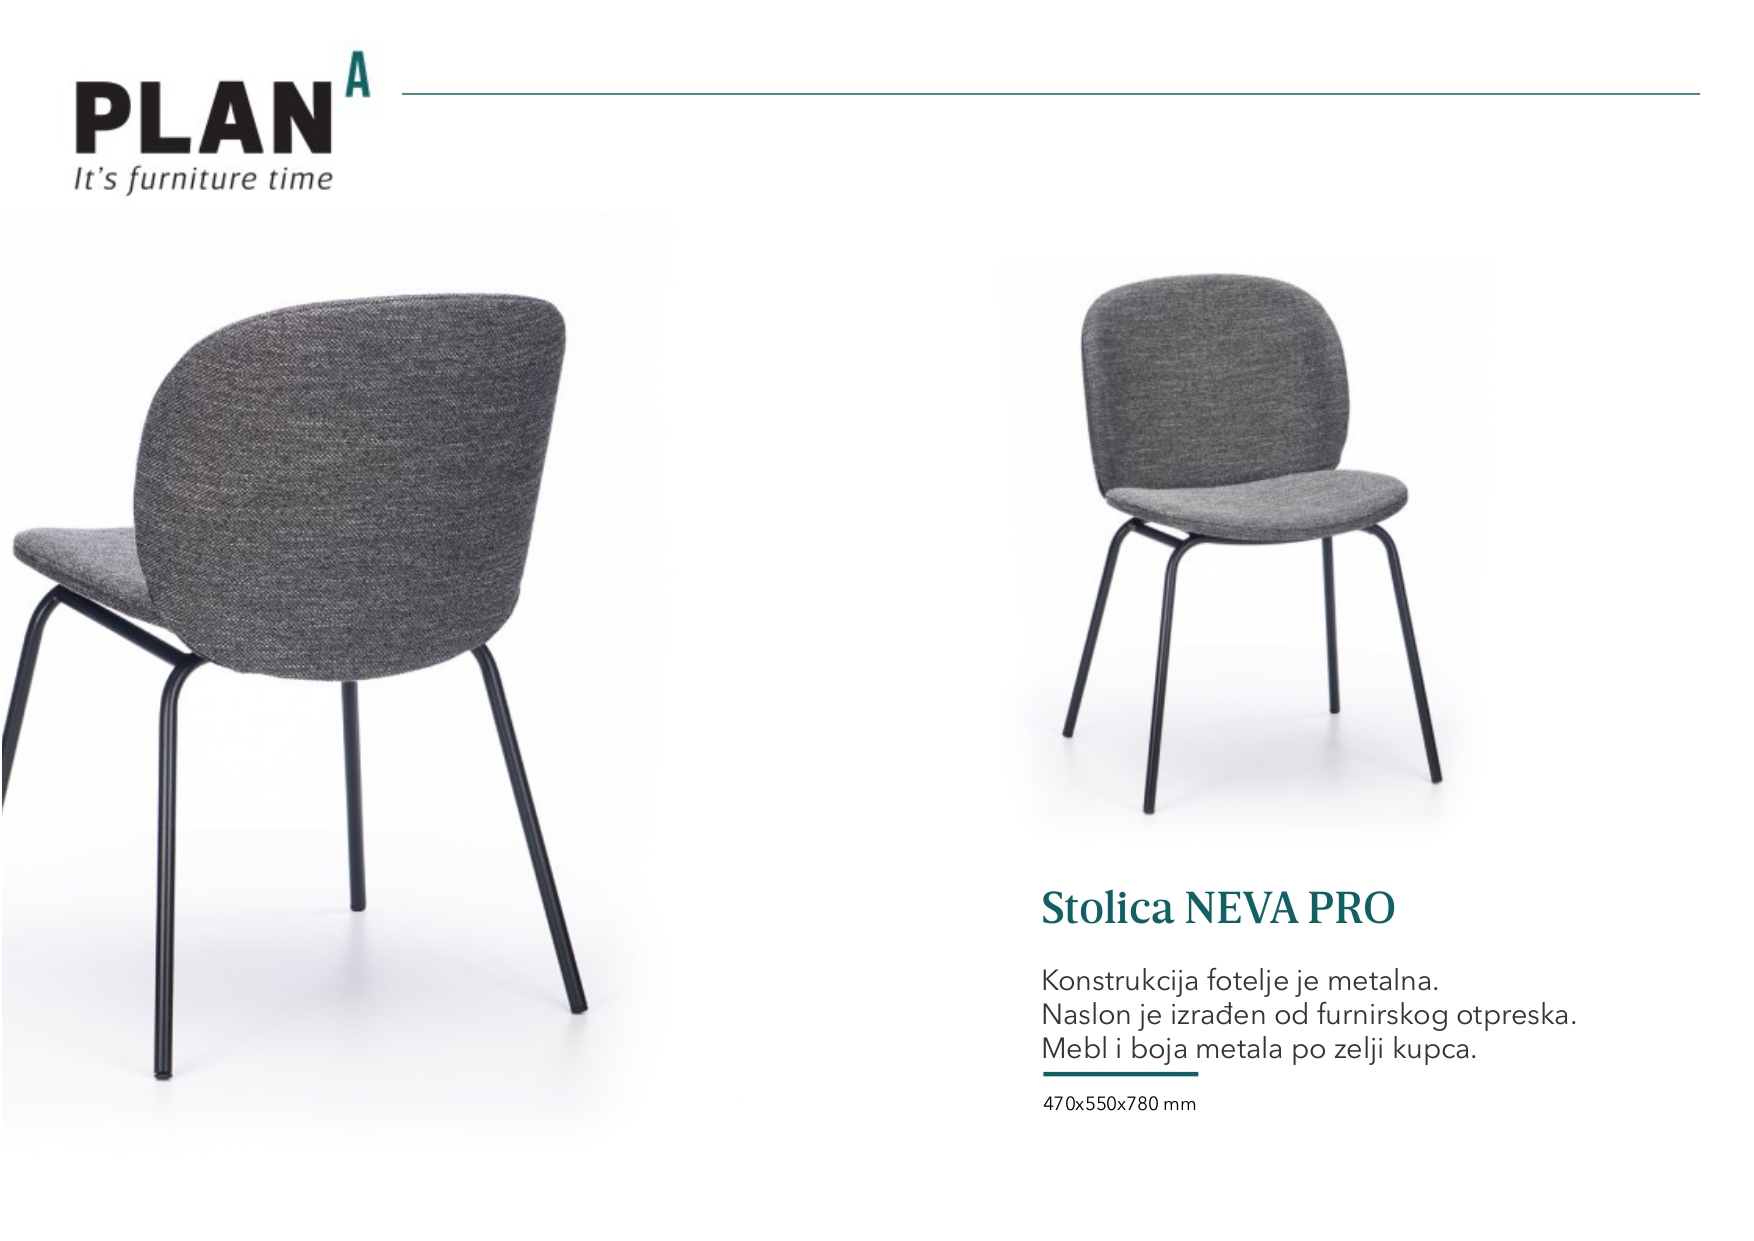 PLAN A
It's furniture time
Stolica NEVA PRO
Konstrukcija fotelje je metalna.
Naslon je izrađen od furnirskog otpreska.
Mebl i boja metala po zelji kupca.
470x550x780 mm